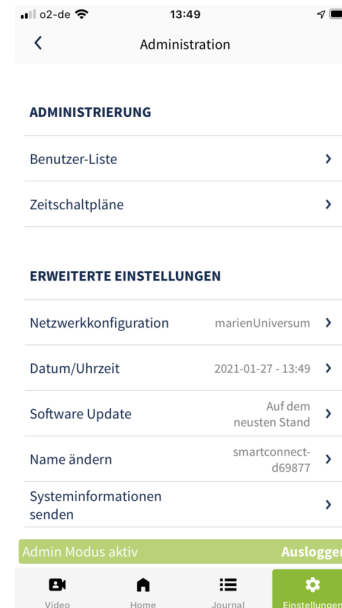 o2-de 13:49
Administration
ADMINISTRIERUNG
Benutzer-Liste
Zeitschaltpläne
ERWEITERTE EINSTELLUNGEN
Netzwerkkonfiguration marienUniversum
Datum/Uhrzeit 2021-01-27 - 13:49
Software Update Auf dem
neusten Stand
Name ändern smartconnect-
d69877
Systeminformationen
senden
Admin Modus aktiv Auslogger
Video Home Journal Einstellungen